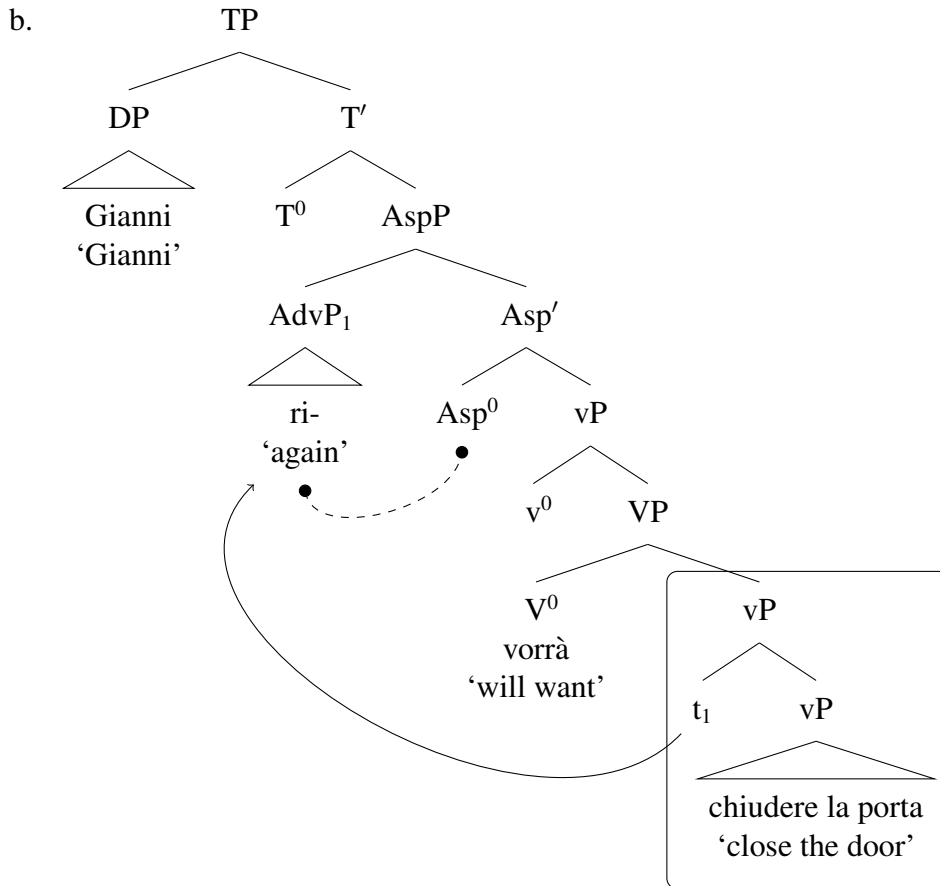 b.
TP
DP T′
Gianni T⁰ AspP
‘Gianni’
AdvP₁ Asp′
ri- Asp⁰ vP
‘again’
v⁰ VP
V⁰ vP
vorrà
‘will want’
t₁ vP
chiudere la porta
‘close the door’